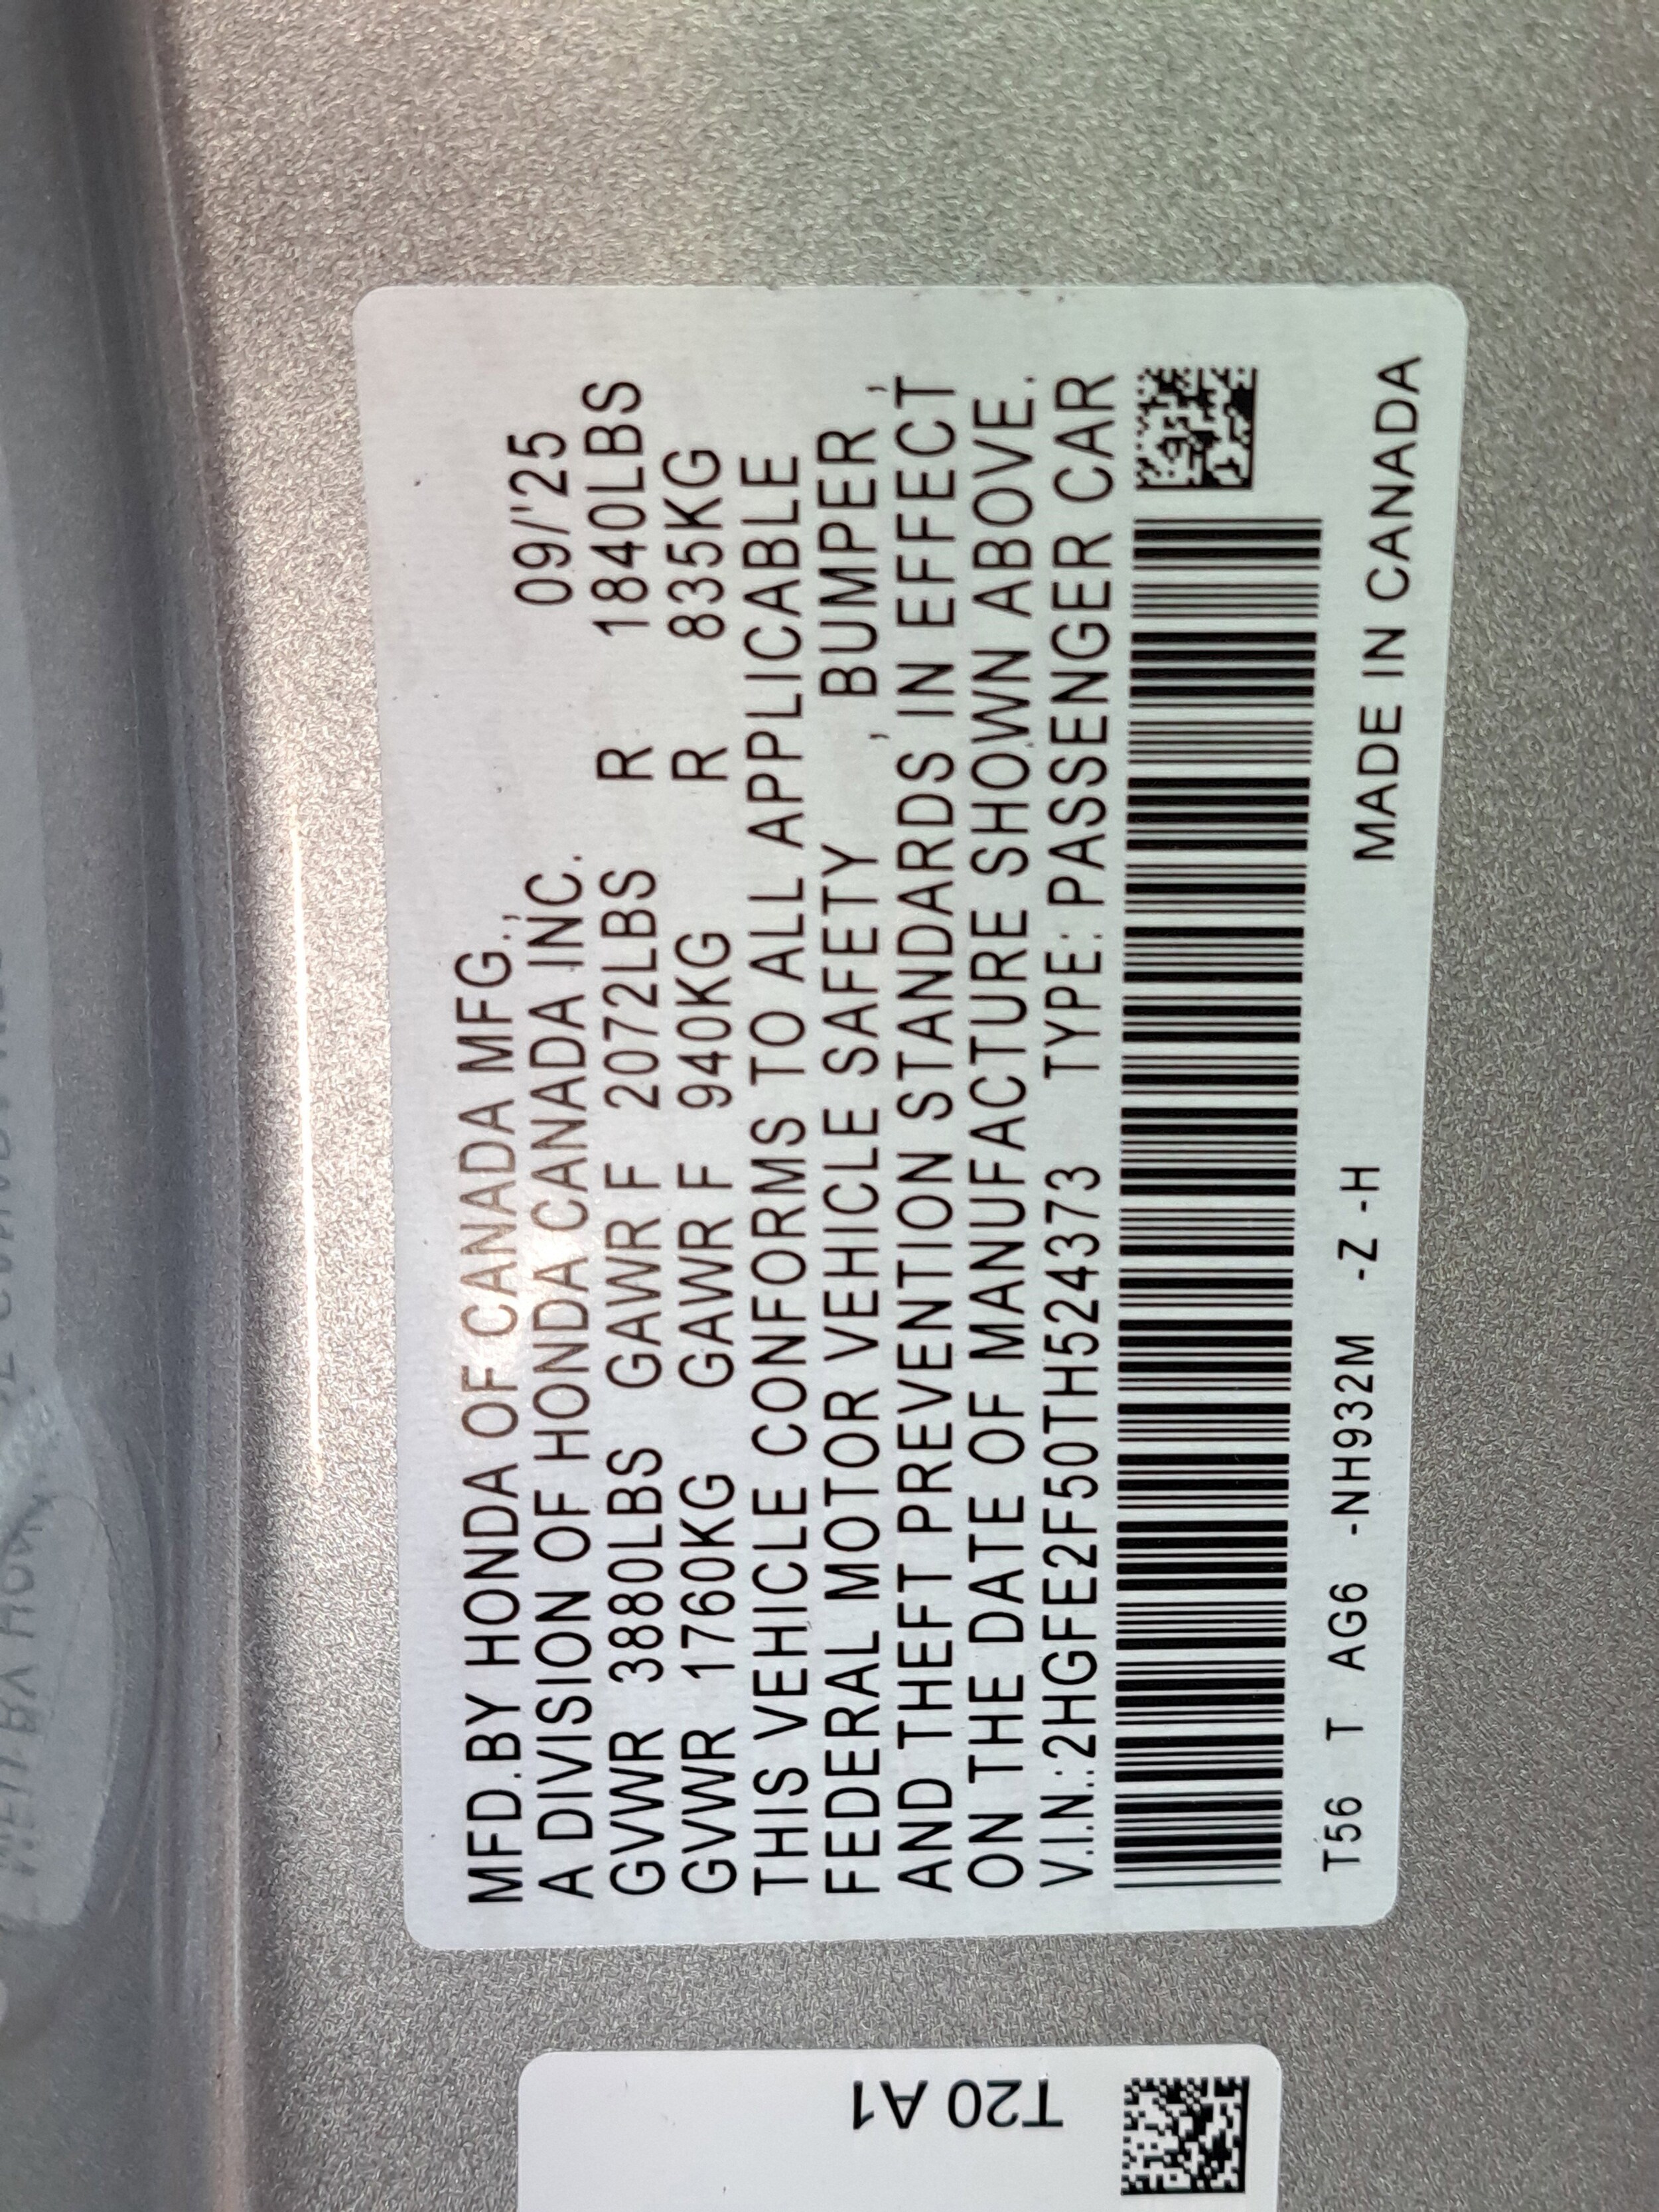 MFD.BY HONDA OF CANADA MFG.,
A DIVISION OF HONDA CANADA INC. 09/'25
GVWR 3880LBS GAWR F 2072LBS R 1840LBS
GVWR 1760KG GAWR F 940KG R 835KG
THIS VEHICLE CONFORMS TO ALL APPLICABLE
FEDERAL MOTOR VEHICLE SAFETY , BUMPER ,
AND THEFT PREVENTION STANDARDS IN EFFECT
ON THE DATE OF MANUFACTURE SHOWN ABOVE.
V.I.N.:2HGFE2F50TH524373 TYPE: PASSENGER CAR
T56 T AG6 -NH932M -Z -H MADE IN CANADA
T20 A1